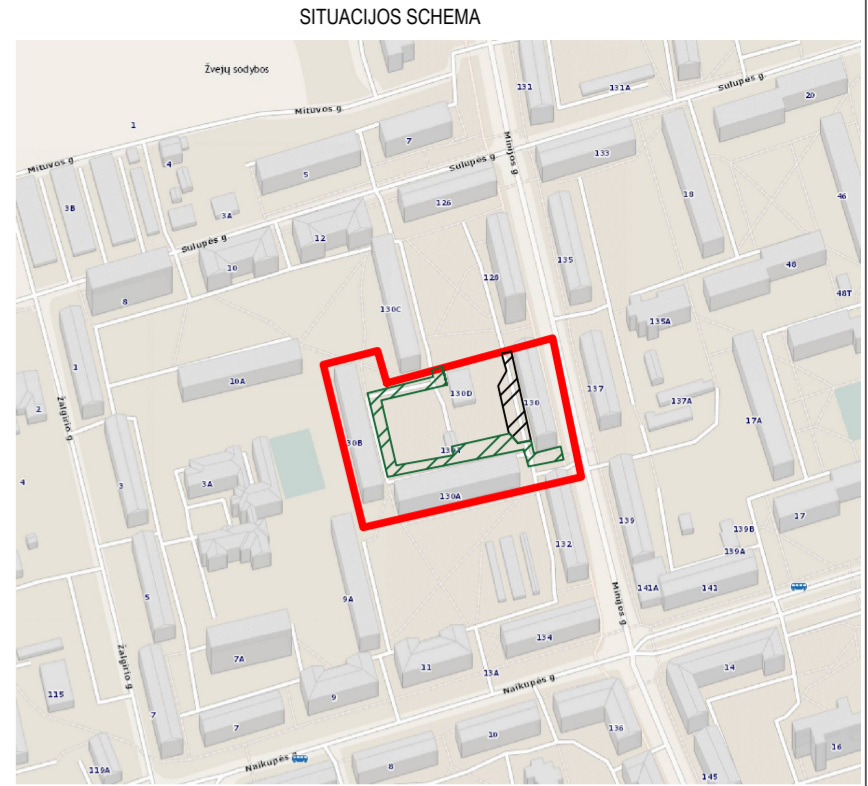 SITUACIJOS SCHEMA
Žvejų sodybos
131
131A
Sulupės g.
20
Mituvos g.
1
7
Minijos g.
133
Mituvos g.
4
5
Sulupės g.
18
46
3B
3A
126
12
Sulupės g.
10
128
135
48
8
130C
48T
135A
1
10A
137
130D
137A
2
Žalgirio g.
130
17A
130B
4
3
3A
130A
17
139
139B
132
139A
5
9A
141A
141
Minijos g.
134
7A
11
14
Žalgirio g.
13A
115
9
Naikupės g.
7
7
10
136
16
Naikupės g.
8
119A
145